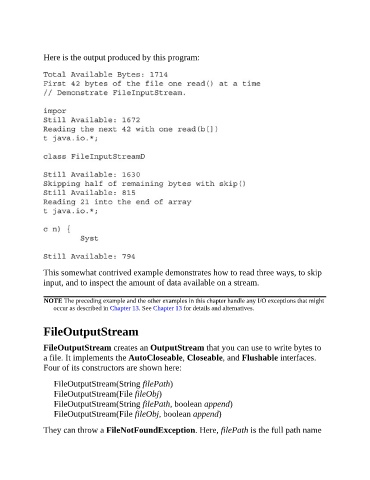 Here is the output produced by this program:
Total Available Bytes: 1714
First 42 bytes of the file one read() at a time
// Demonstrate FileInputStream.
impor
Still Available: 1672
Reading the next 42 with one read(b[])
t java.io.*;
class FileInputStreamD
Still Available: 1630
Skipping half of remaining bytes with skip()
Still Available: 815
Reading 21 into the end of array
t java.io.*;
c n) {
Syst
Still Available: 794
This somewhat contrived example demonstrates how to read three ways, to skip
input, and to inspect the amount of data available on a stream.
NOTE The preceding example and the other examples in this chapter handle any I/O exceptions that might
occur as described in Chapter 13. See Chapter 13 for details and alternatives.
FileOutputStream
FileOutputStream creates an OutputStream that you can use to write bytes to
a file. It implements the AutoCloseable, Closeable, and Flushable interfaces.
Four of its constructors are shown here:
FileOutputStream(String filePath)
FileOutputStream(File fileObj)
FileOutputStream(String filePath, boolean append)
FileOutputStream(File fileObj, boolean append)
They can throw a FileNotFoundException. Here, filePath is the full path name